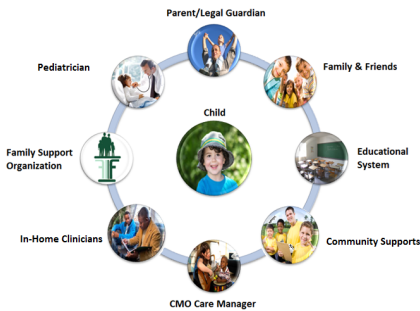 Parent/Legal Guardian
Pediatrician
Family & Friends
Child
Family Support
Organization
Educational
System
In-Home Clinicians
Community Supports
CMO Care Manager